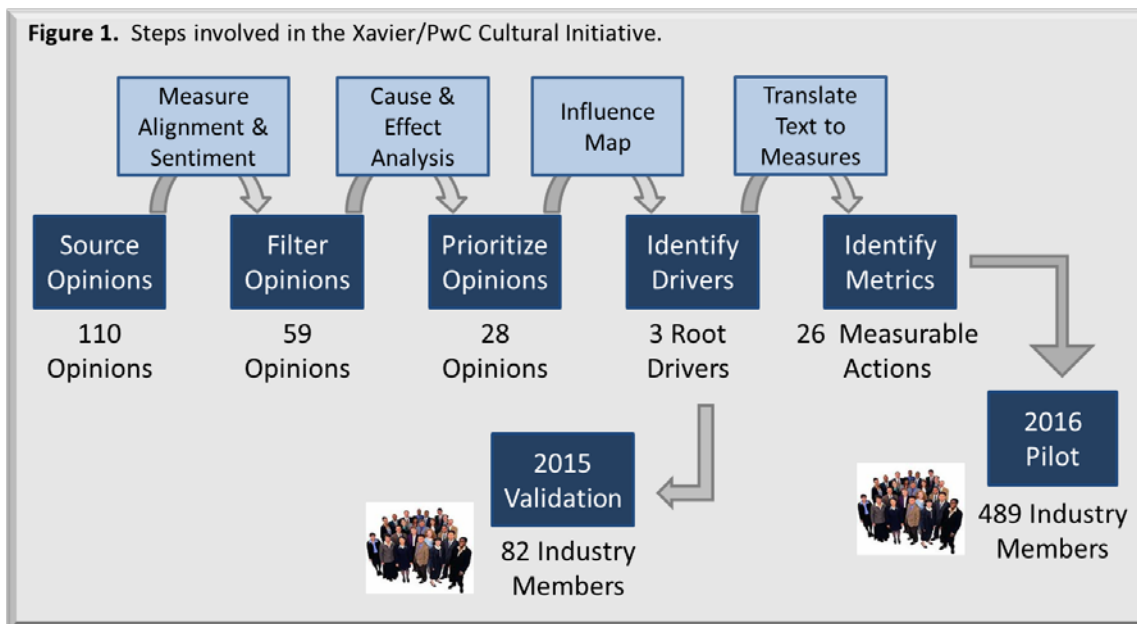 Figure 1. Steps involved in the Xavier/PwC Cultural Initiative.
Measure
Alignment &
Sentiment
Cause &
Effect
Analysis
Influence
Map
Translate
Text to
Measures
Source
Opinions
Filter
Opinions
Prioritize
Opinions
Identify
Drivers
Identify
Metrics
110
Opinions
59
Opinions
28
Opinions
3 Root
Drivers
26 Measurable
Actions
2015
Validation
82 Industry
Members
2016
Pilot
489 Industry
Members